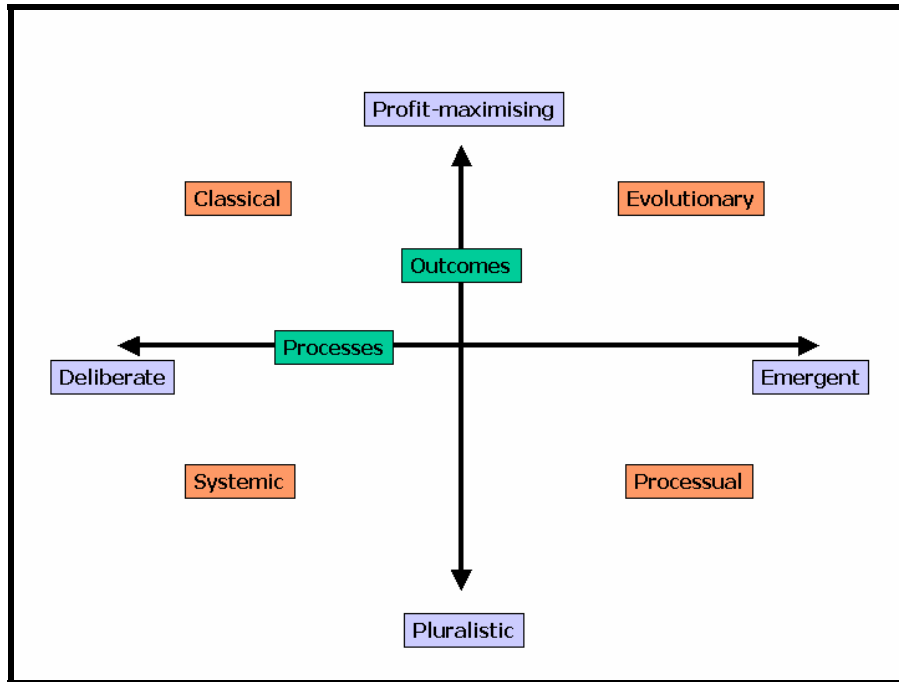 Profit-maximising
Classical
Evolutionary
Outcomes
Processes
Deliberate
Emergent
Systemic
Processual
Pluralistic